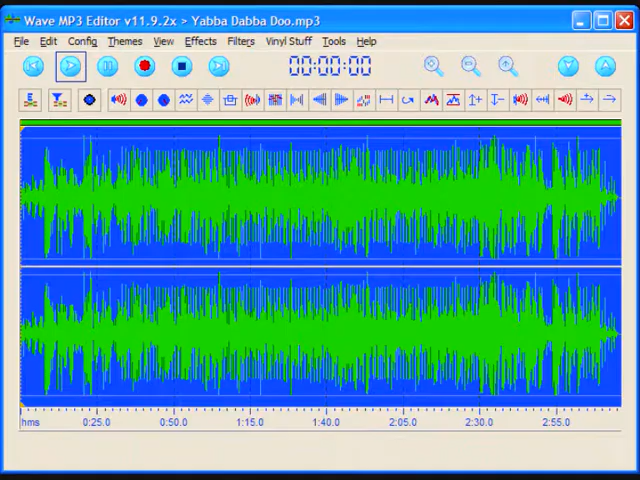 Wave MP3 Editor v11.9.2x > Yabba Dabba Doo.mp3
File Edit Config Themes View Effects Filters Vinyl Stuff Tools Help
00:00:00
hms 0:25.0 0:50.0 1:15.0 1:40.0 2:05.0 2:30.0 2:55.0